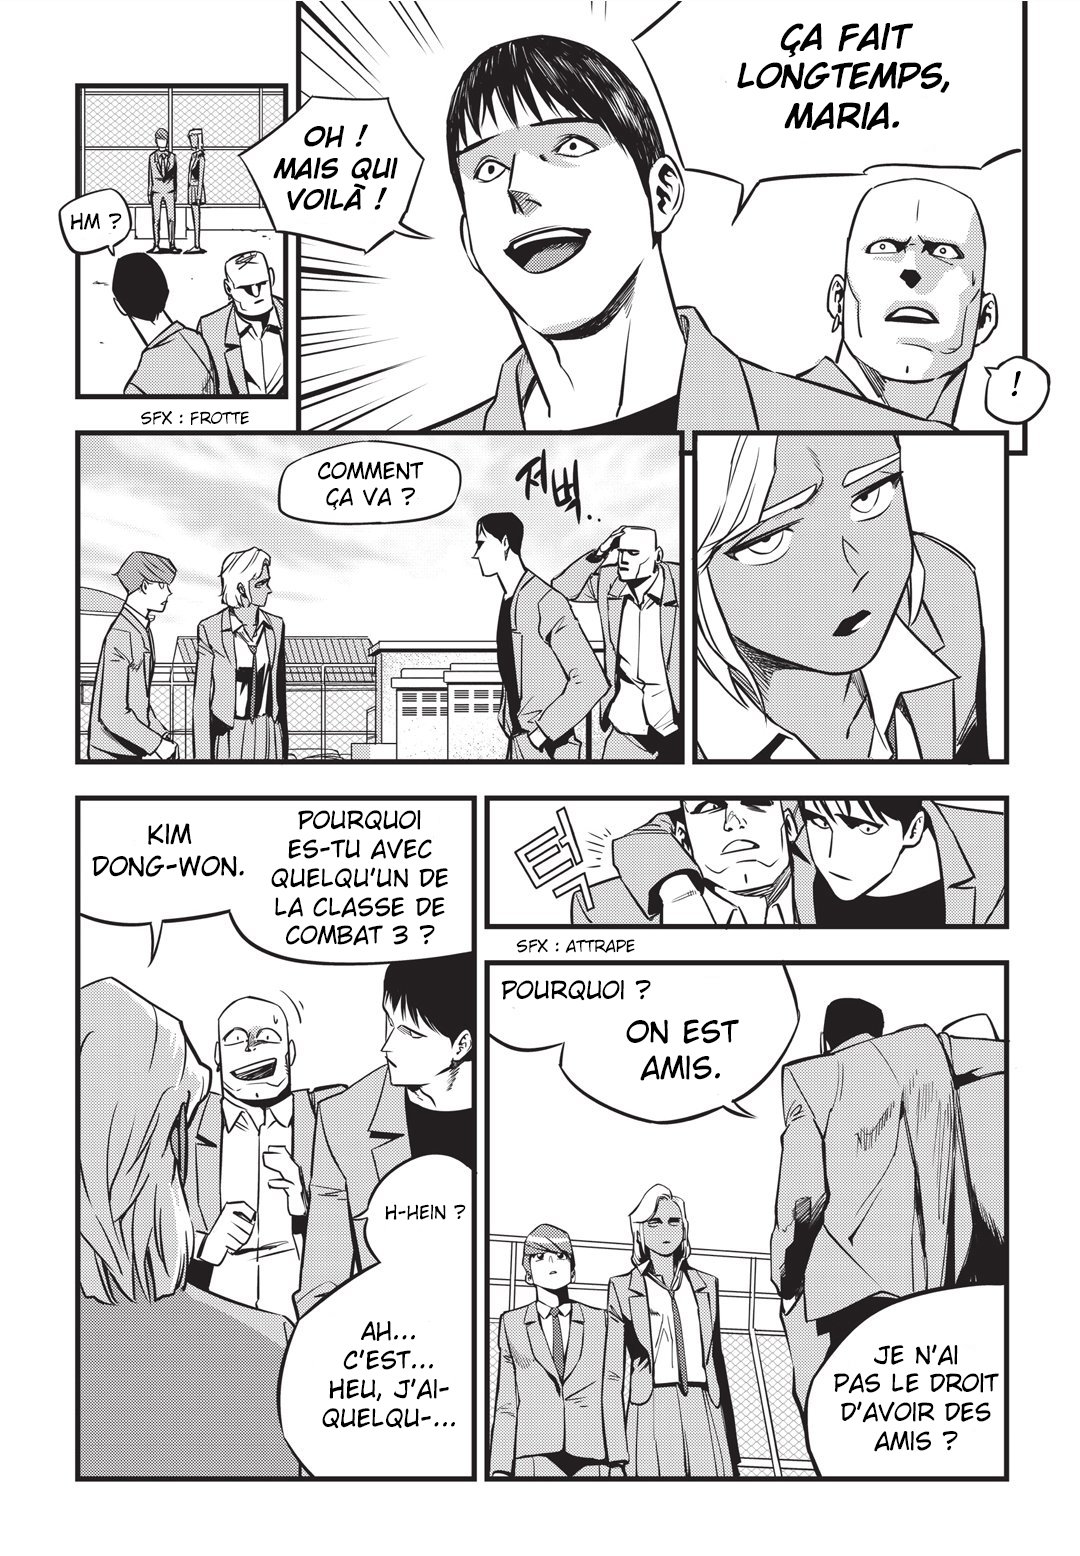 HM ?
OH !
MAIS QUI
VOILÀ !
ÇA FAIT
LONGTEMPS,
MARIA.
!
SFX : FROTTE
COMMENT
ÇA VA ?
저벅..
KIM
DONG-WON.
POURQUOI
ES-TU AVEC
QUELQU'UN DE
LA CLASSE DE
COMBAT 3 ?
H-HEIN ?
AH...
C'EST...
HEU, J'AI-
QUELQU-...
턱
SFX : ATTRAPE
POURQUOI ?
ON EST
AMIS.
JE N'AI
PAS LE DROIT
D'AVOIR DES
AMIS ?